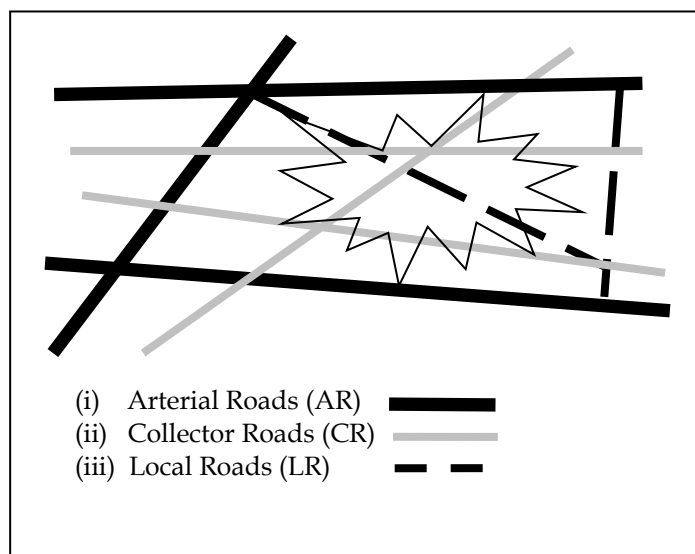 (i) Arterial Roads (AR)
(ii) Collector Roads (CR)
(iii) Local Roads (LR)